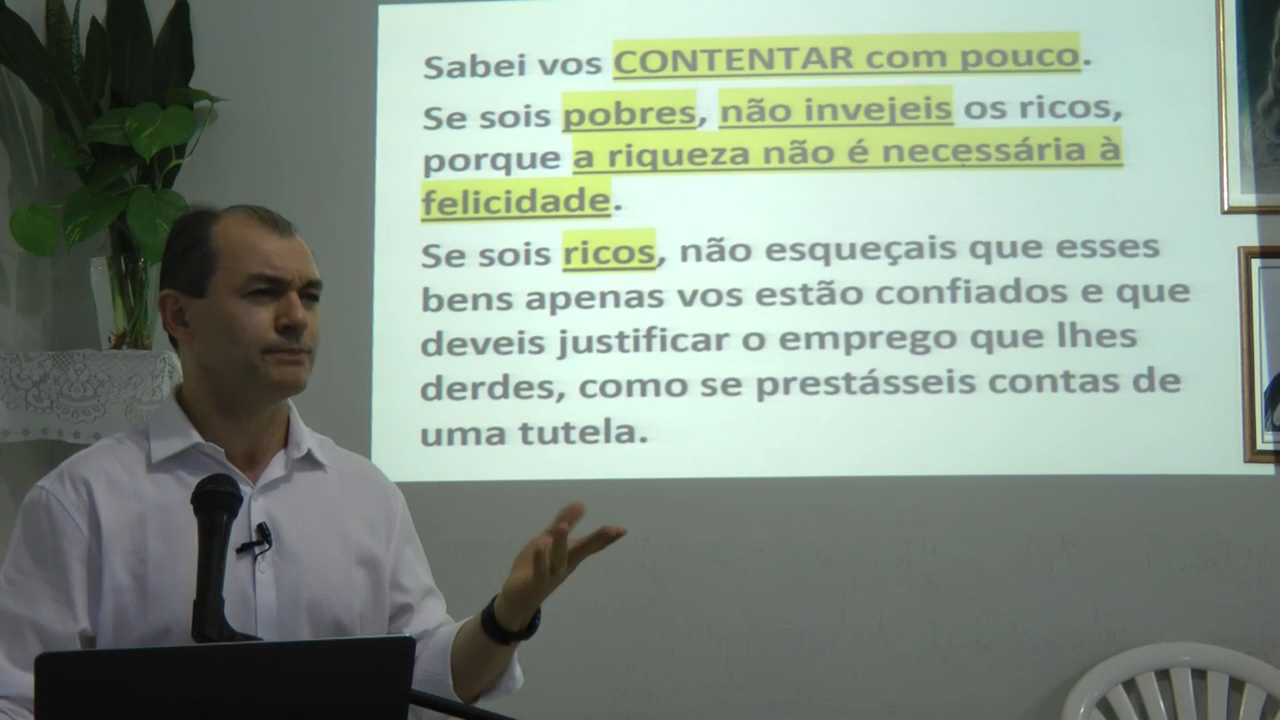 Sabei vos CONTENTAR com pouco.
Se sois pobres, não invejeis os ricos,
porque a riqueza não é necessária à
felicidade.
Se sois ricos, não esqueçais que esses
bens apenas vos estão confiados e que
deveis justificar o emprego que lhes
derdes, como se prestásseis contas de
uma tutela.